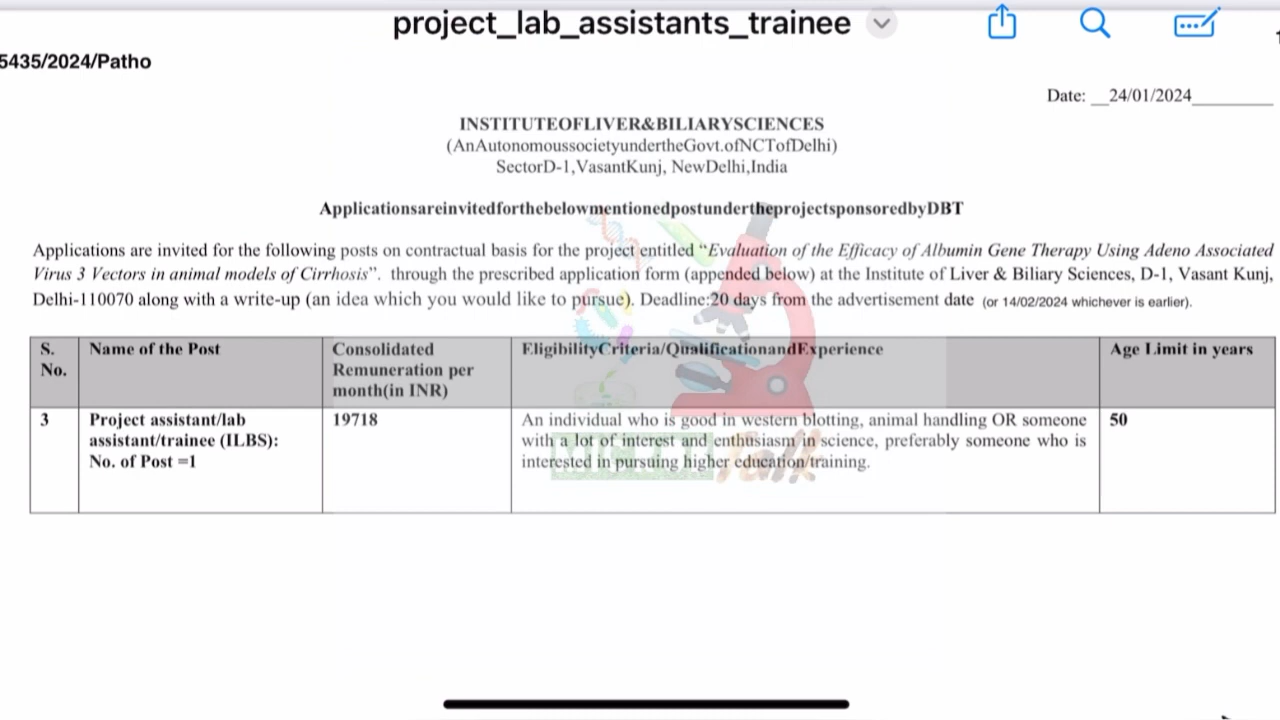 project_lab_assistants_trainee
5435/2024/Patho
Date: __24/01/2024________
INSTITUTEOFLIVER&BILIARYSCIENCES
(AnAutonomoussocietyundertheGovt.ofNCTofDelhi)
SectorD-1,VasantKunj, NewDelhi,India
ApplicationsareinvitedforthebelowmentionedpostundertheprojectsponsoredbyDBT
Applications are invited for the following posts on contractual basis for the project entitled “Evaluation of the Efficacy of Albumin Gene Therapy Using Adeno Associated
Virus 3 Vectors in animal models of Cirrhosis”. through the prescribed application form (appended below) at the Institute of Liver & Biliary Sciences, D-1, Vasant Kunj,
Delhi-110070 along with a write-up (an idea which you would like to pursue). Deadline:20 days from the advertisement date (or 14/02/2024 whichever is earlier).
S. No.
Name of the Post
Consolidated
Remuneration per
month(in INR)
EligibilityCriteria/QualificationandExperience
Age Limit in years
3
Project assistant/lab
assistant/trainee (ILBS):
No. of Post =1
19718
An individual who is good in western blotting, animal handling OR someone
with a lot of interest and enthusiasm in science, preferably someone who is
interested in pursuing higher education/training.
50